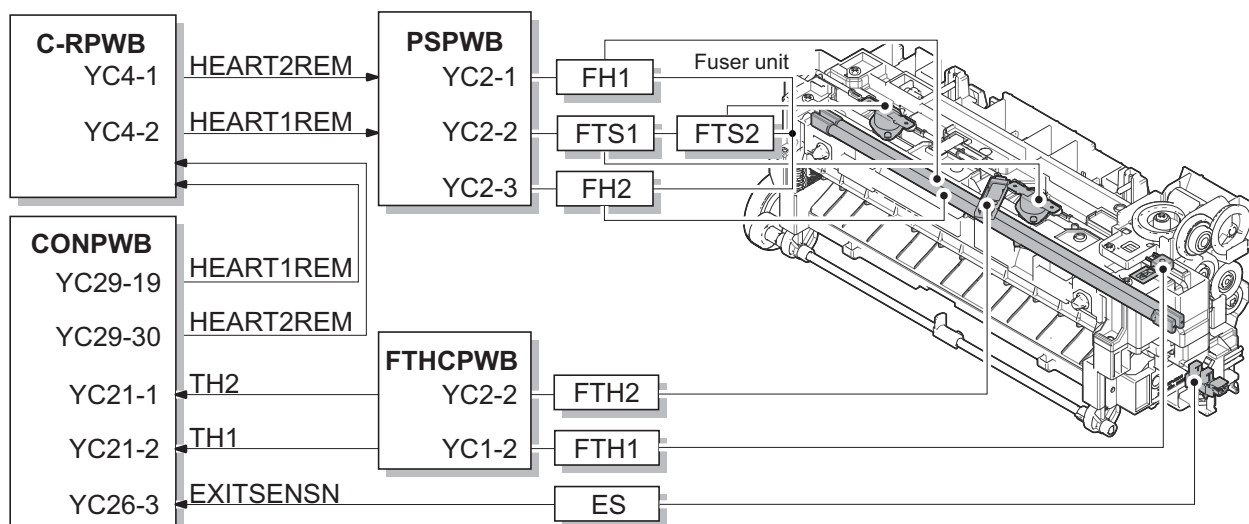 C-RPWB
YC4-1
YC4-2
HEART2REM
HEART1REM
PSPWB
YC2-1
YC2-2
YC2-3
FH1
FTS1
FTS2
FH2
Fuser unit
CONPWB
YC29-19
YC29-30
YC21-1
YC21-2
YC26-3
HEART1REM
HEART2REM
TH2
TH1
EXITSENSN
FTHCPWB
YC2-2
YC1-2
FTH2
FTH1
ES